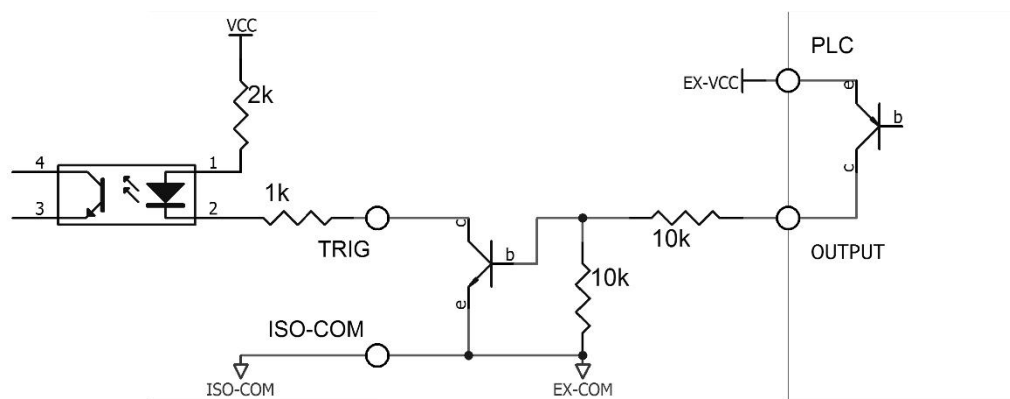 VCC
PLC
EX-VCC
e
2k
b
4
1
c
3
2
1k
c
TRIG
b
10k
OUTPUT
10k
e
ISO-COM
ISO-COM
EX-COM